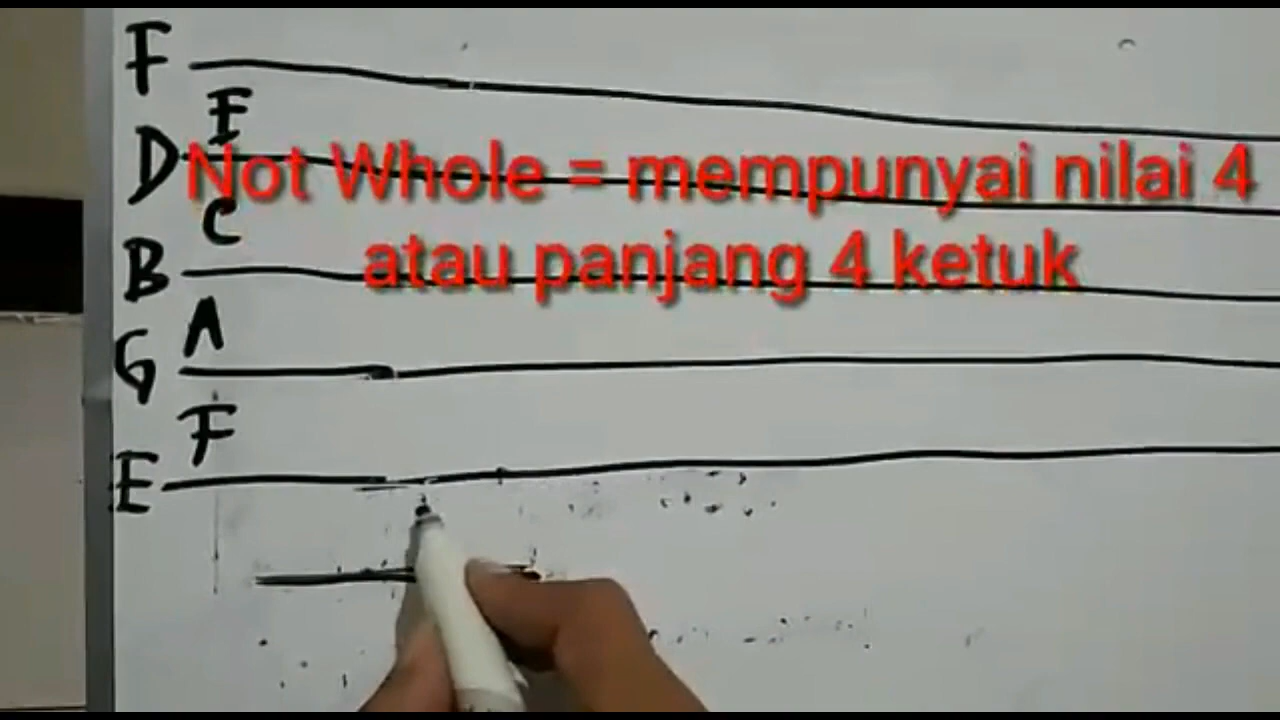 F
E
D
Not Whole = mempunyai nilai 4
C
atau panjang 4 ketuk
B
A
G
F
E